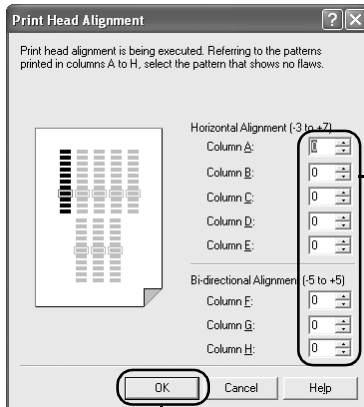 Print Head Alignment
Print head alignment is being executed. Referring to the patterns
printed in columns A to H, select the pattern that shows no flaws.
Horizontal Alignment (-3 to +7)
Column A: 0
Column B: 0
Column C: 0
Column D: 0
Column E: 0
Bi-directional Alignment (-5 to +5)
Column F: 0
Column G: 0
Column H: 0
OK Cancel Help